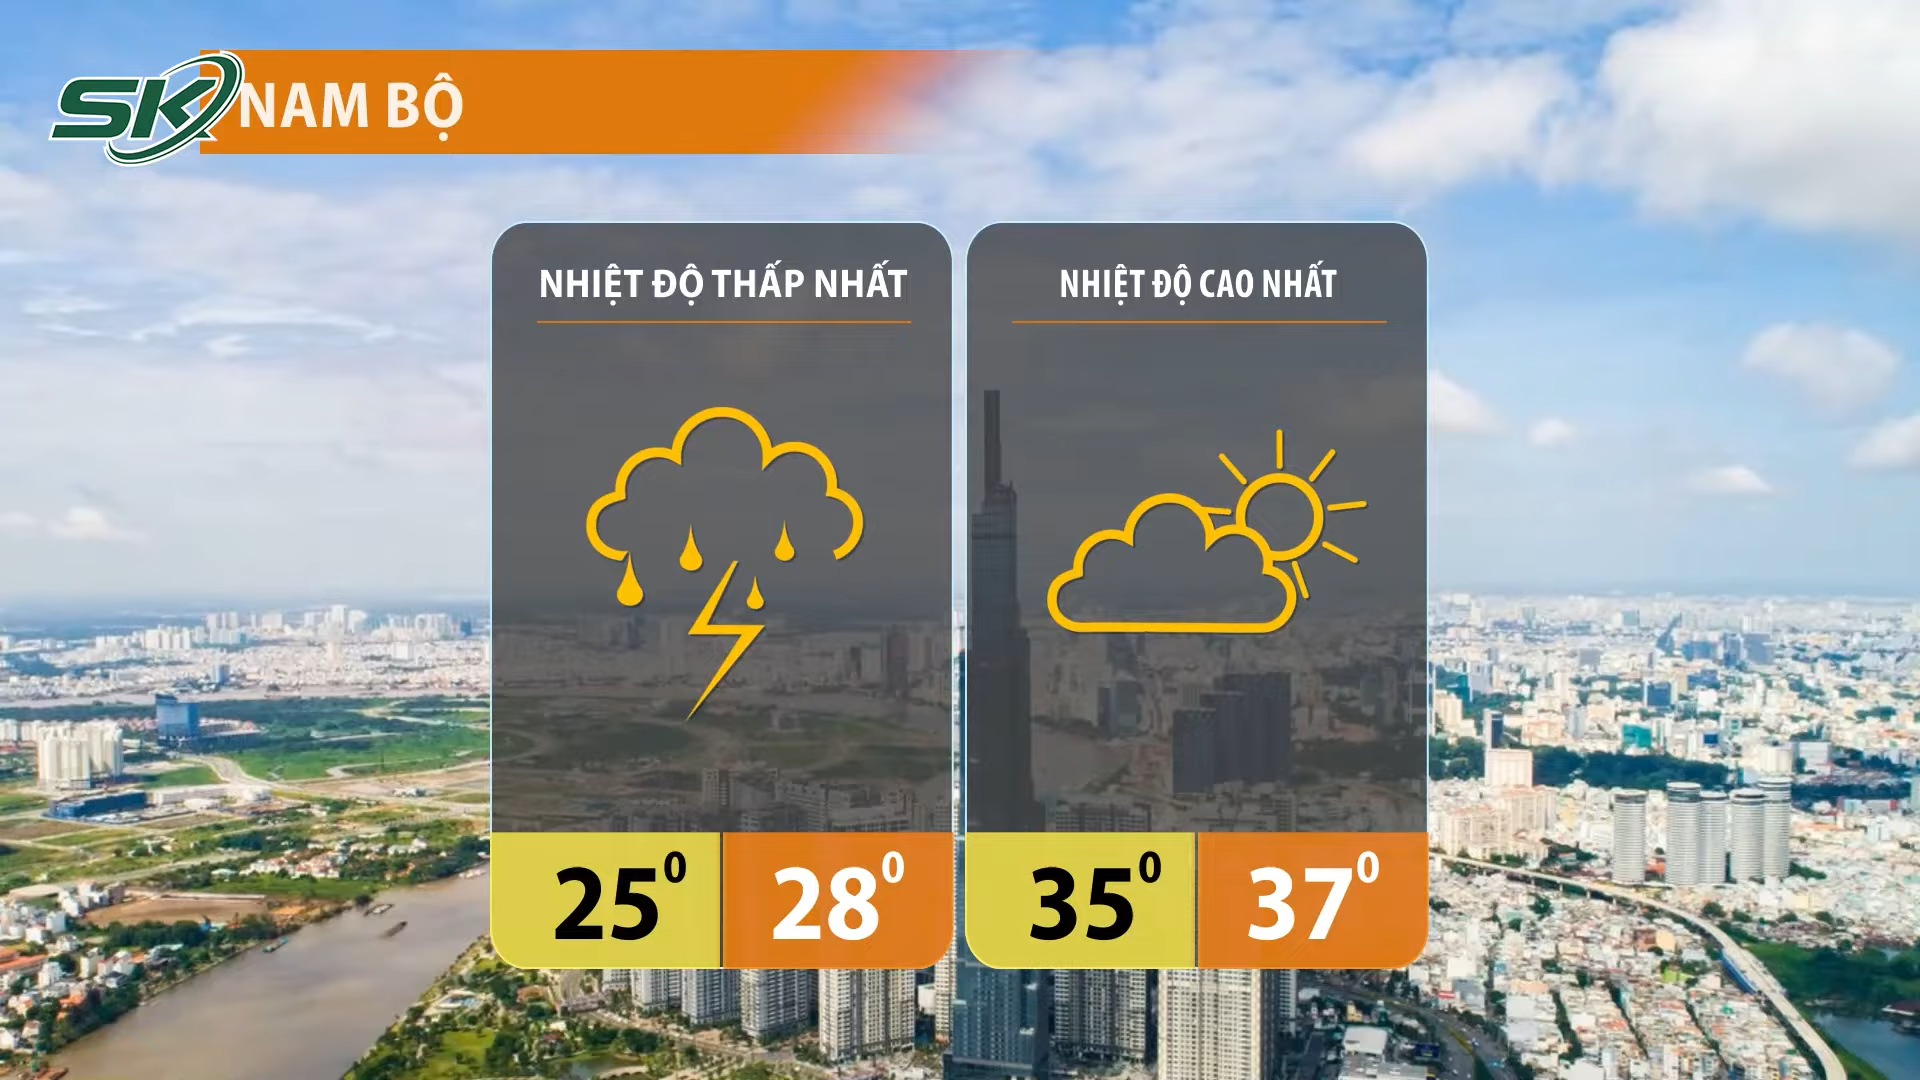 SK
NAM BỘ
NHIỆT ĐỘ THẤP NHẤT
NHIỆT ĐỘ CAO NHẤT
25⁰ 28⁰
35⁰ 37⁰